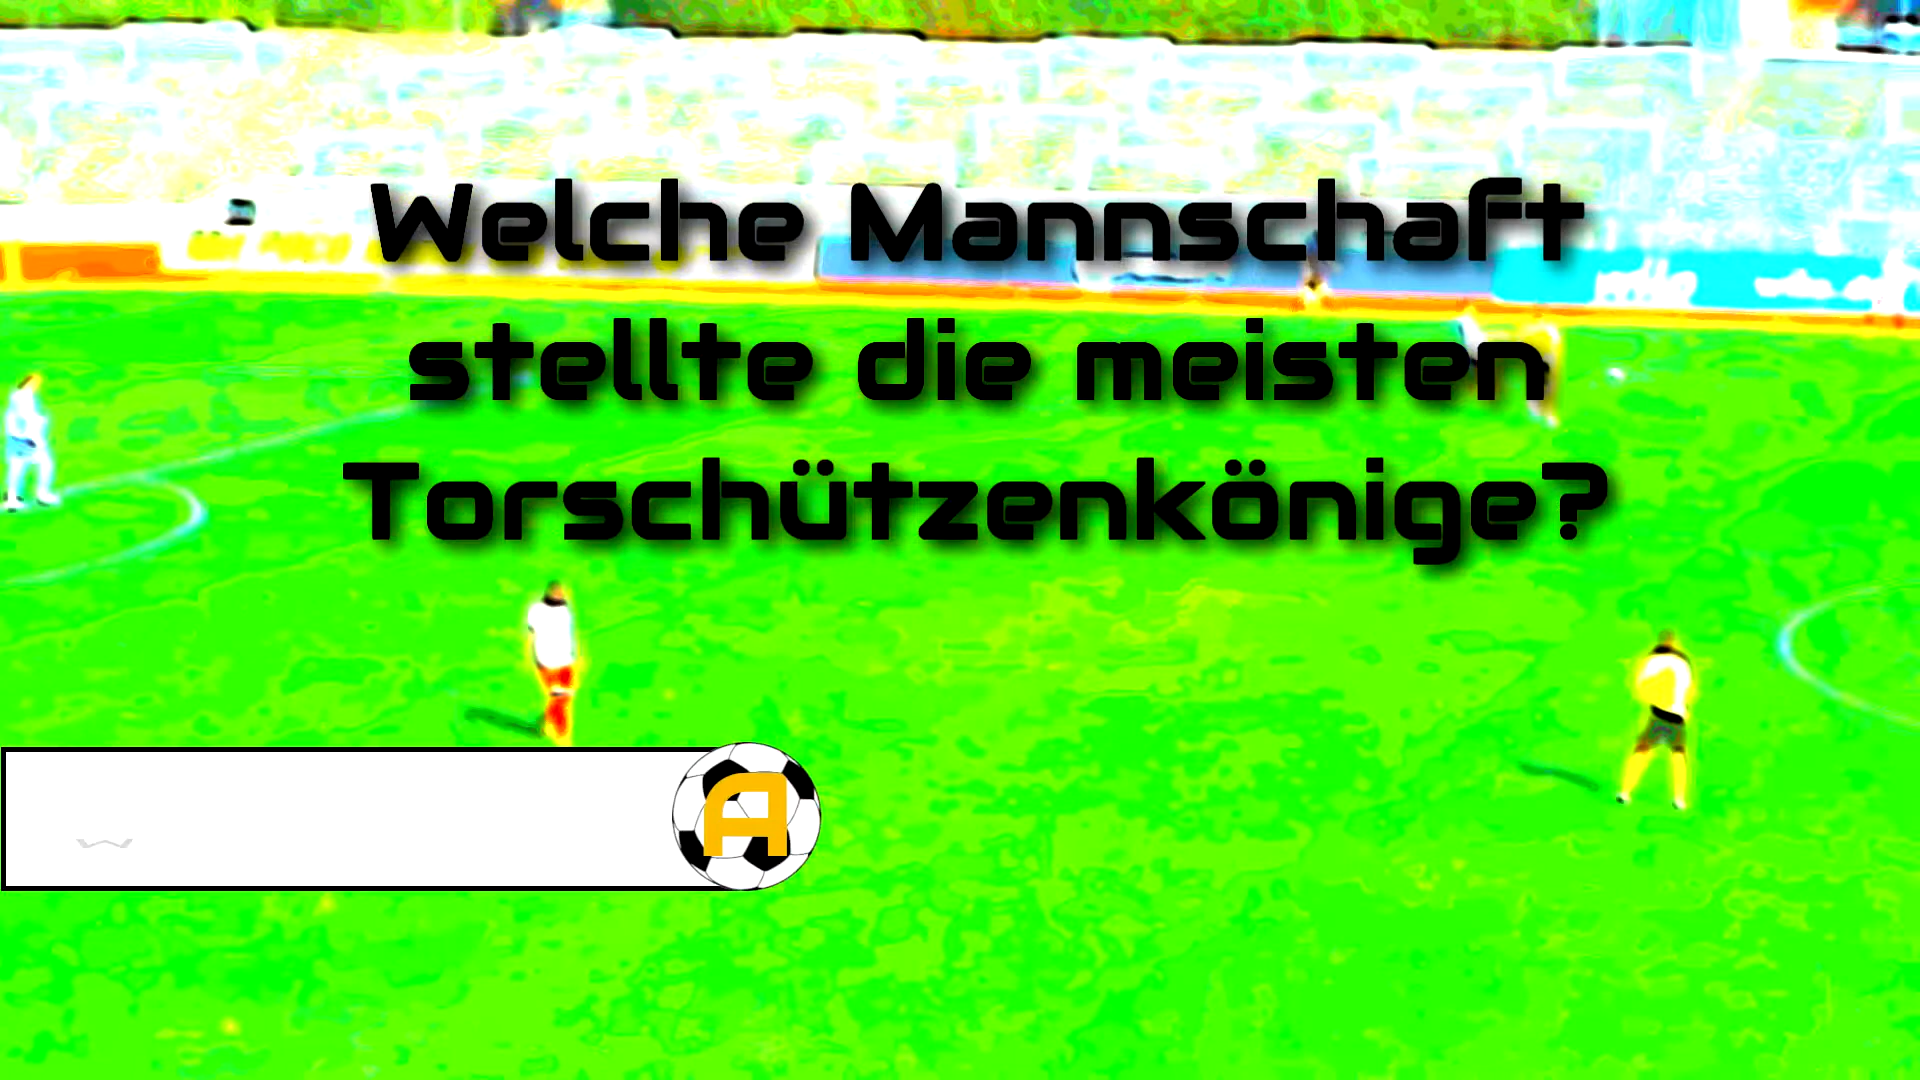 Welche Mannschaft
stellte die meisten
Torschützenkönige?
A